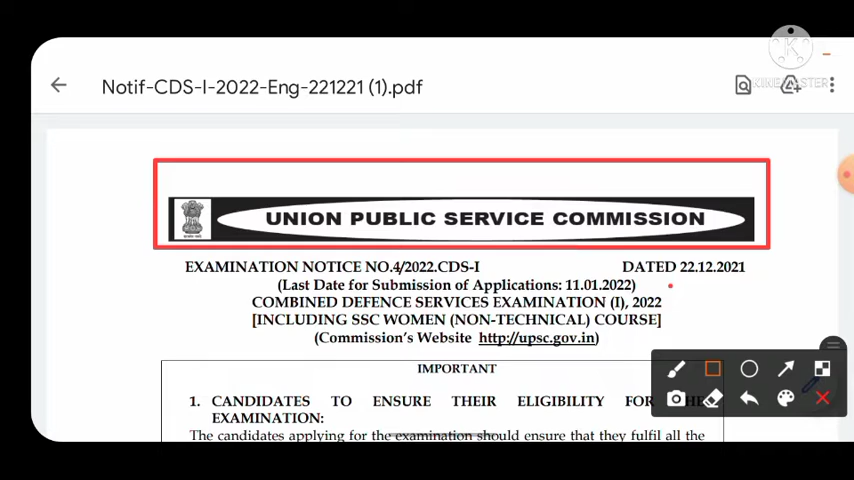 KINEMASTER
Notif-CDS-I-2022-Eng-221221 (1).pdf
UNION PUBLIC SERVICE COMMISSION
EXAMINATION NOTICE NO.4/2022.CDS-I DATED 22.12.2021
(Last Date for Submission of Applications: 11.01.2022)
COMBINED DEFENCE SERVICES EXAMINATION (I), 2022
[INCLUDING SSC WOMEN (NON-TECHNICAL) COURSE]
(Commission's Website http://upsc.gov.in)
IMPORTANT
1. CANDIDATES TO ENSURE THEIR ELIGIBILITY FOR
EXAMINATION:
The candidates applying for the examination should ensure that they fulfil all the